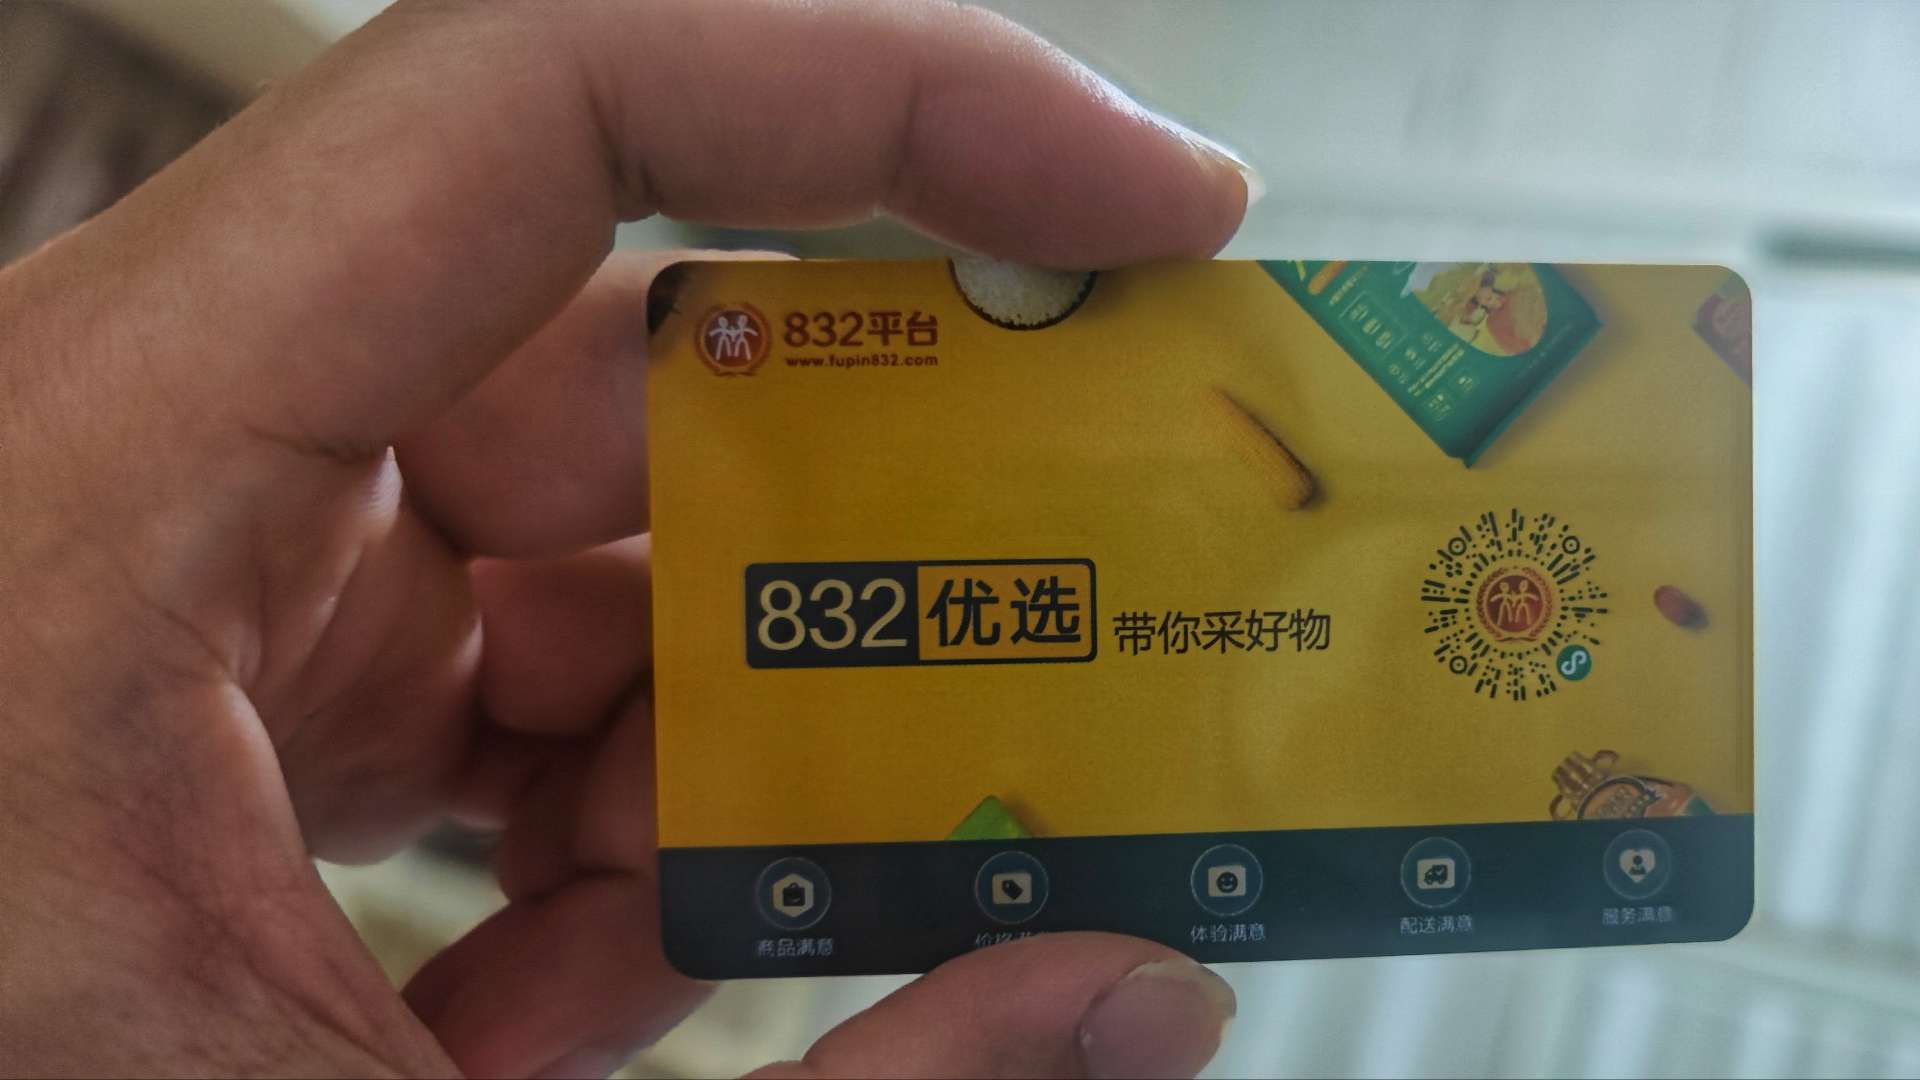 832平台
www.fupin832.com
832优选 带你采好物
商品满意
体验满意
配送满意
服务满意